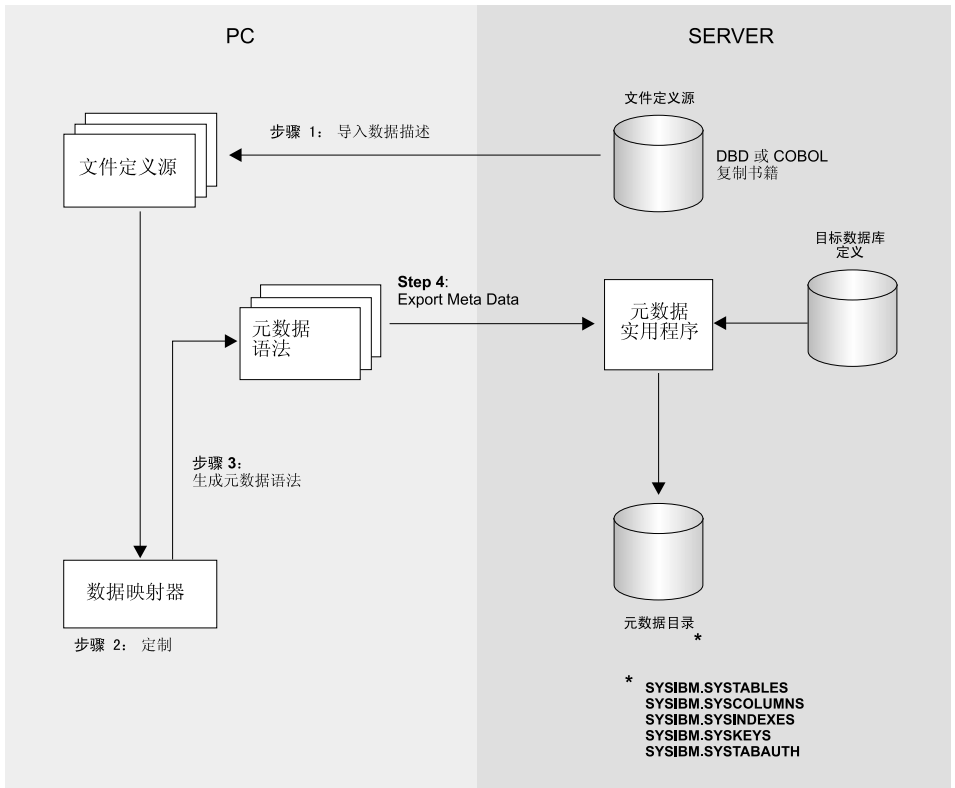 PC
SERVER
文件定义源
步骤 1： 导入数据描述
文件定义源
DBD 或 COBOL
复制书籍
目标数据库
定义
Step 4:
Export Meta Data
元数据
语法
元数据
实用程序
步骤 3：
生成元数据语法
数据映射器
步骤 2： 定制
元数据目录
*
* SYSIBM.SYSTABLES
SYSIBM.SYSCOLUMNS
SYSIBM.SYSINDEXES
SYSIBM.SYSKEYS
SYSIBM.SYSTABAUTH